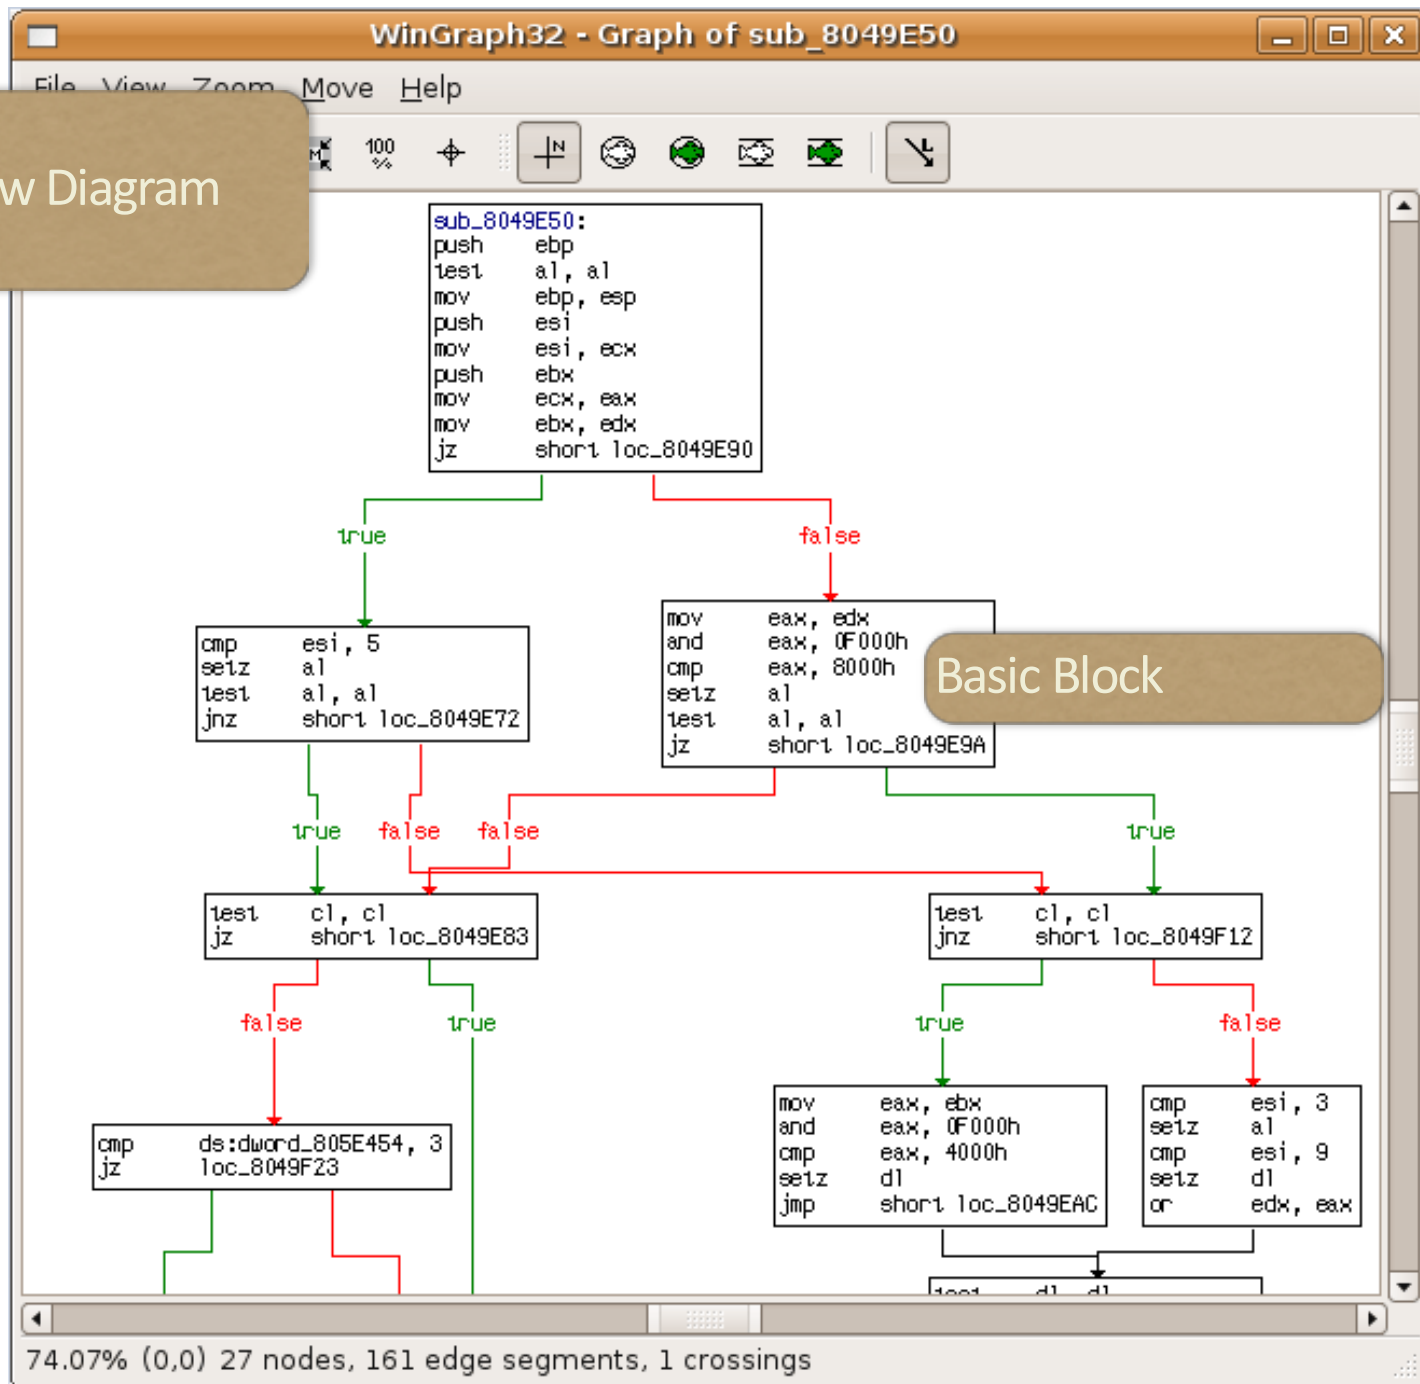 WinGraph32 - Graph of sub_8049E50
File View Zoom Move Help
w Diagram
100
%
N
L
sub_8049E50:
push ebp
test al, al
mov ebp, esp
push esi
mov esi, ecx
push ebx
mov ecx, eax
mov ebx, edx
jz short loc_8049E90
true
false
cmp esi, 5
setz al
test al, al
jnz short loc_8049E72
mov eax, edx
and eax, 0F000h
cmp eax, 8000h
setz al
test al, al
jz short loc_8049E9A
Basic Block
true
false
false
true
test cl, cl
jz short loc_8049E83
test cl, cl
jnz short loc_8049F12
false
true
true
false
cmp ds:dword_805E454, 3
jz loc_8049F23
mov eax, ebx
and eax, 0F000h
cmp eax, 4000h
setz dl
jmp short loc_8049EAC
cmp esi, 3
setz al
cmp esi, 9
setz dl
or edx, eax
test dl, dl
74.07% (0,0) 27 nodes, 161 edge segments, 1 crossings